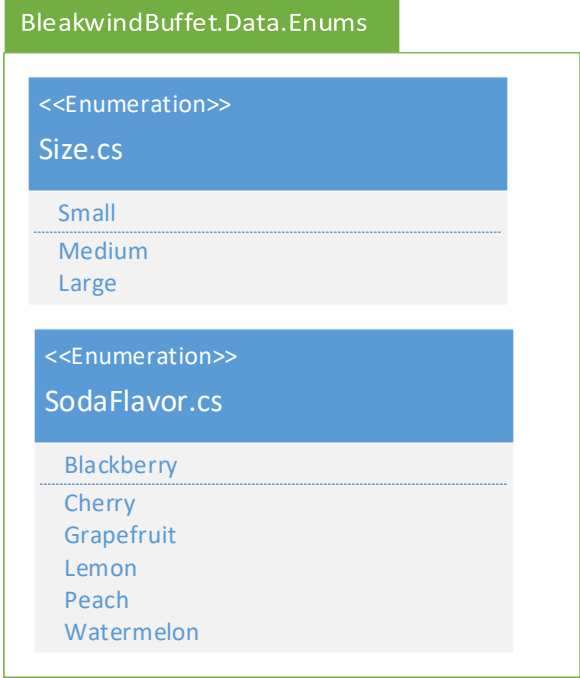 BleakwindBuffet.Data.Enums
<<Enumeration>>
Size.cs
Small
Medium
Large
<<Enumeration>>
SodaFlavor.cs
Blackberry
Cherry
Grapefruit
Lemon
Peach
Watermelon